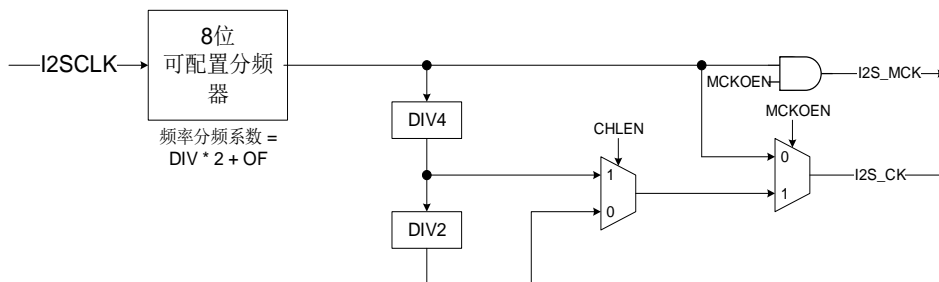 I2SCLK
8位
可配置分频
器
频率分频系数 =
DIV * 2 + OF
DIV4
DIV2
CHLEN
1
0
MCKOEN
I2S_MCK
MCKOEN
0
1
I2S_CK